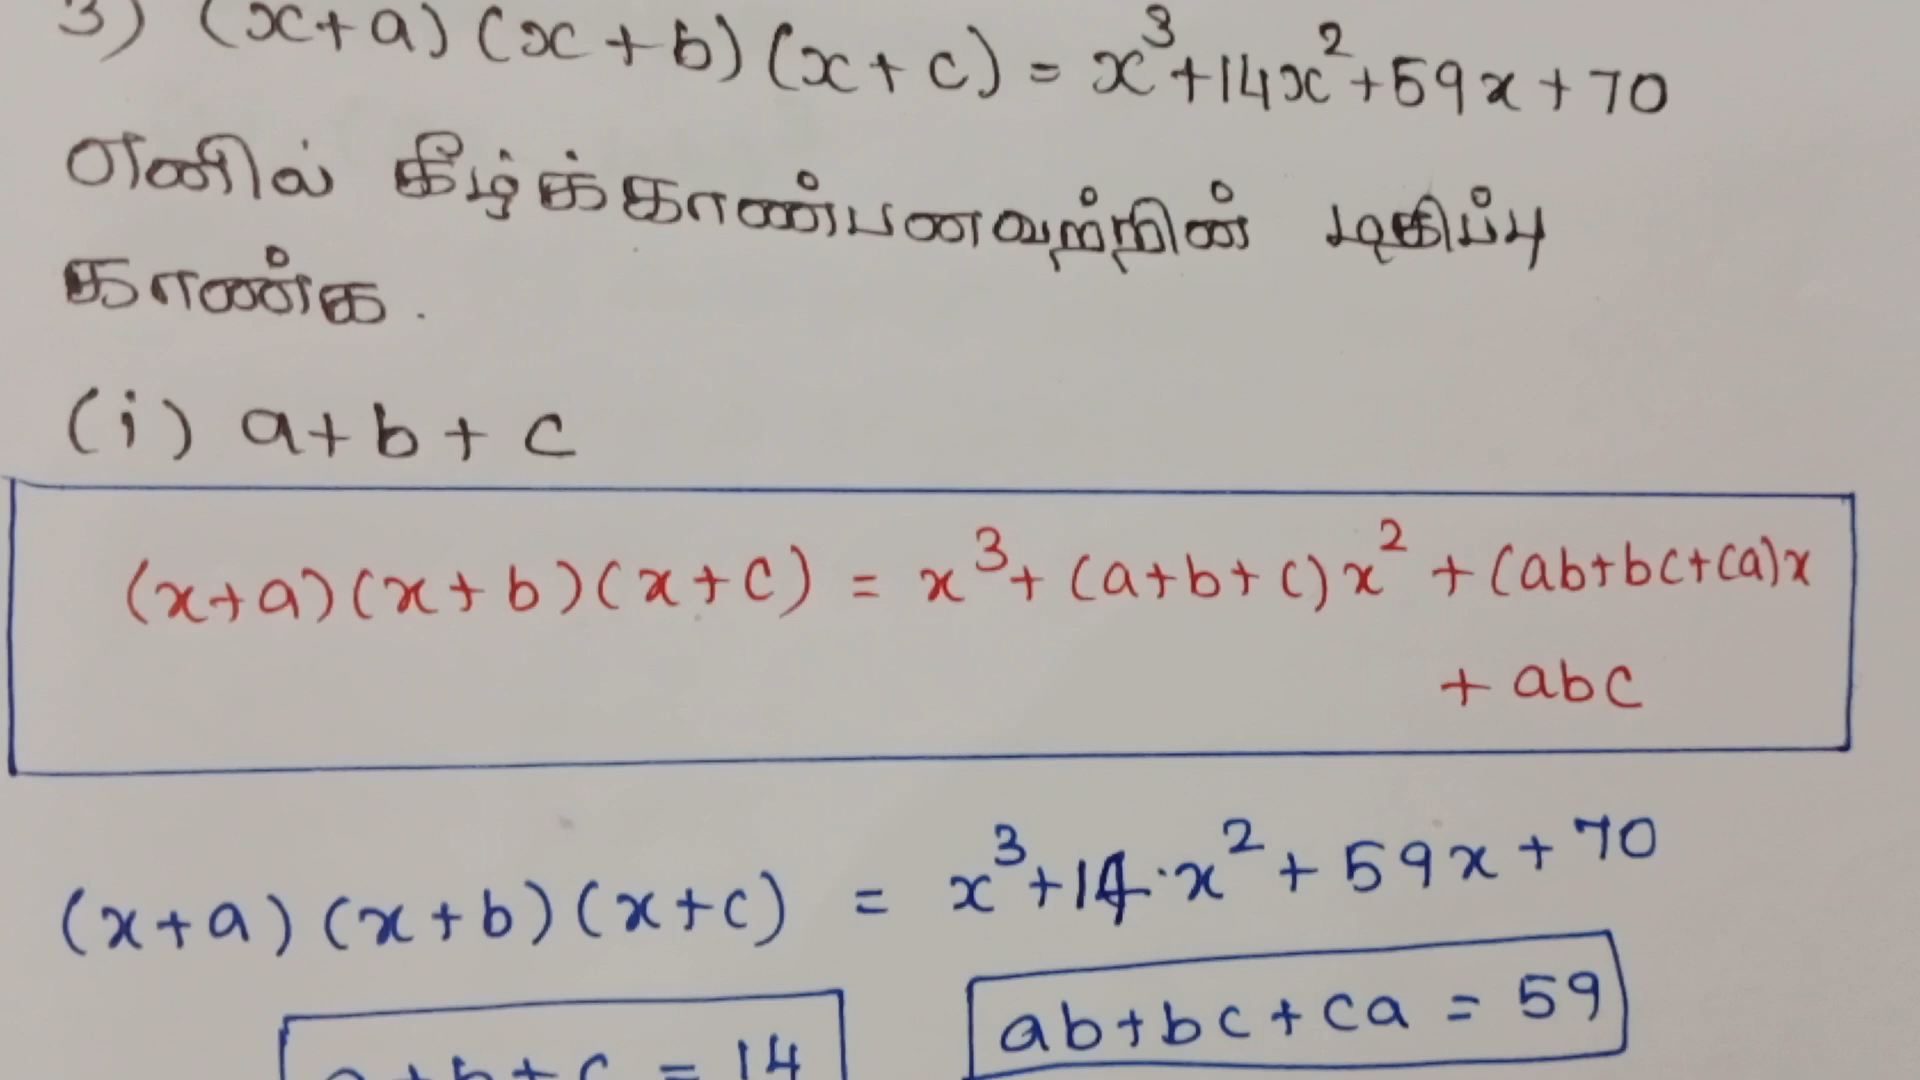 3) (x+a) (x+b) (x+c) = x³+14x²+59x+70
எனில் கீழ்க்காண்பனவற்றின் மதிப்பு
காண்க.
(i) a+b+c
(x+a)(x+b)(x+c) = x³+(a+b+c)x²+(ab+bc+ca)x
+ abc
(x+a)(x+b)(x+c) = x³+14·x²+59x+70
ab+bc+ca = 59
a+b+c = 14